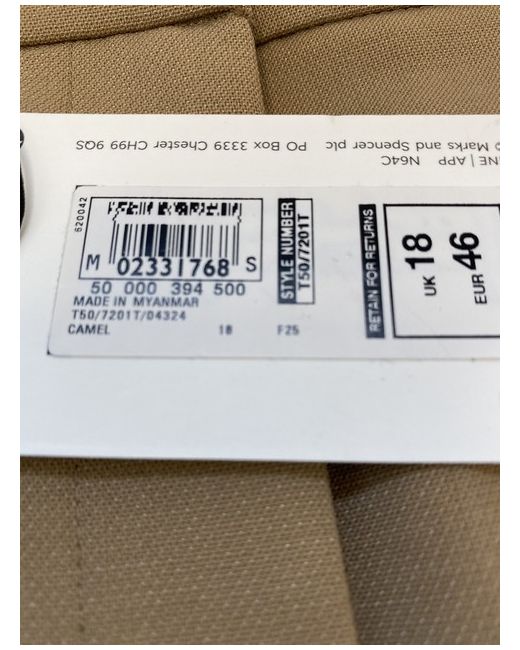 © Marks and Spencer plc PO Box 3339 Chester CH99 9QS
INE | APP N64C
620042
M 02331768 S
50 000 394 500
MADE IN MYANMAR
T50/7201T/04324
CAMEL 18 F25
STYLE NUMBER
T50/7201T
RETAIN FOR RETURNS
UK 18
EUR 46